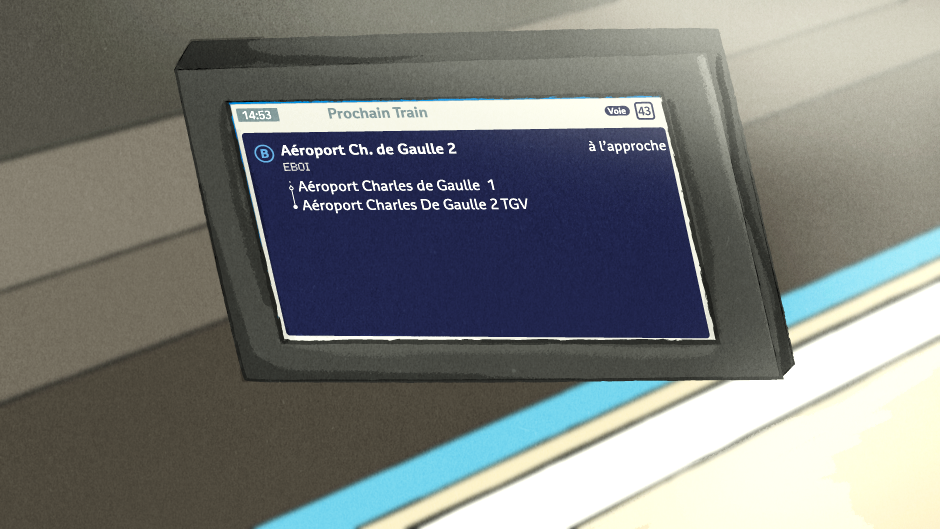 14:53 Prochain Train Voie 43
B Aéroport Ch. de Gaulle 2 à l'approche
EBOI
Aéroport Charles de Gaulle 1
Aéroport Charles De Gaulle 2 TGV